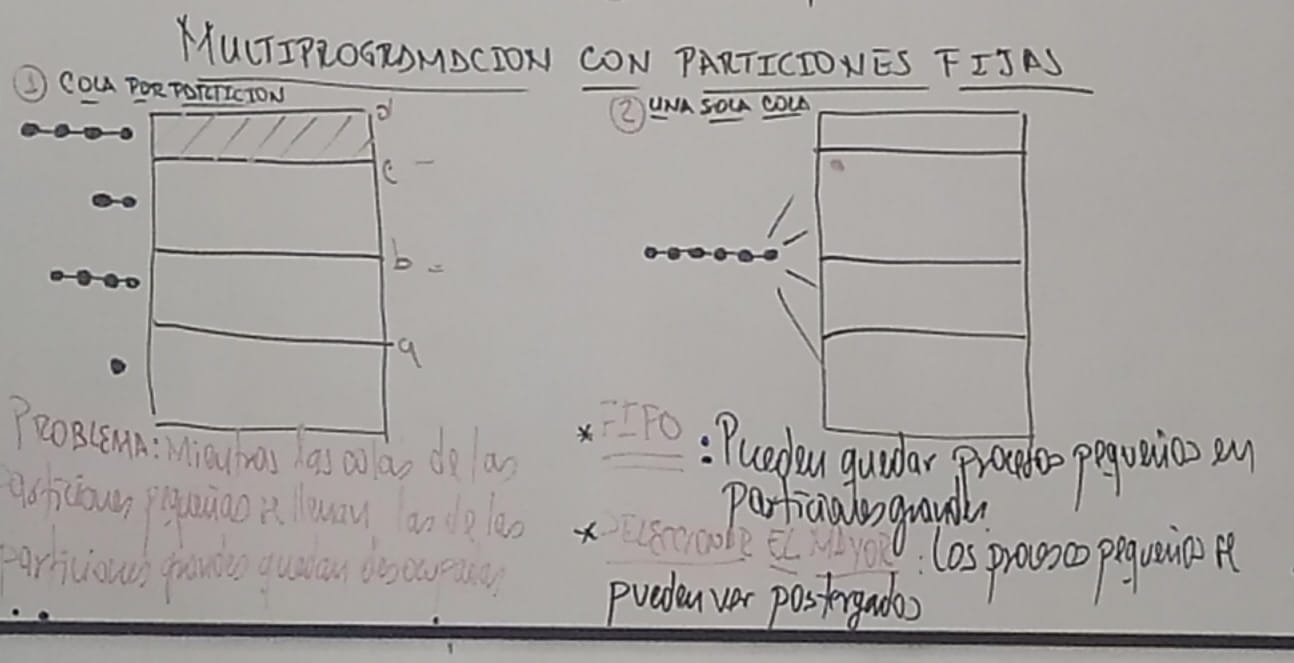 MULTIPROGRAMACION CON PARTICIONES FIJAS
① COLA POR PORTICION
d
c -
b =
a
PROBLEMA: Mientras las colas de las
particiones pequeñas se llenan las de las
particiones grandes quedan desocupadas
② UNA SOLA COLA
* FIFO : Pueden quedar procesos pequeños en
particiones grandes
* SELECCIONAR EL MAYOR : Los procesos pequeños se
pueden ver postergados